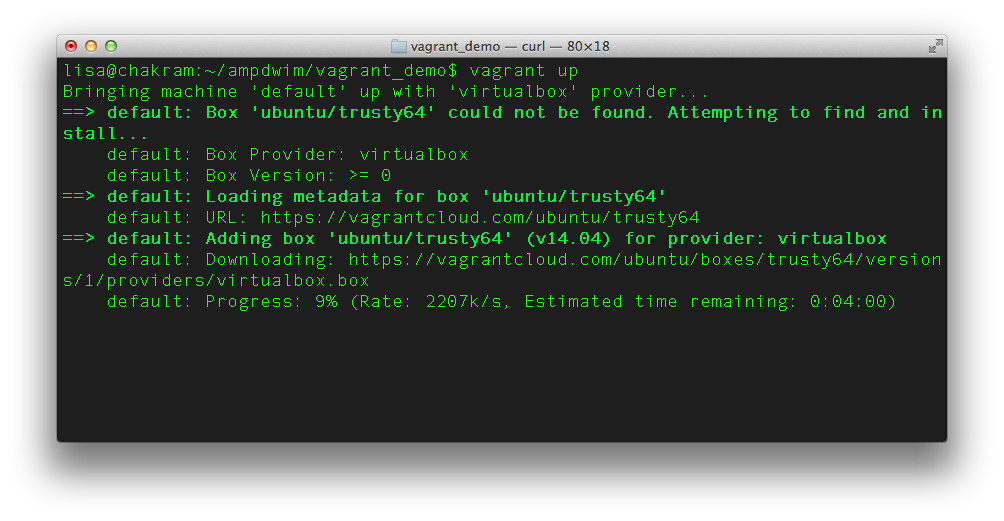 vagrant_demo — curl — 80×18
lisa@chakram:~/ampdwim/vagrant_demo$ vagrant up
Bringing machine 'default' up with 'virtualbox' provider...
==> default: Box 'ubuntu/trusty64' could not be found. Attempting to find and in
stall...
    default: Box Provider: virtualbox
    default: Box Version: >= 0
==> default: Loading metadata for box 'ubuntu/trusty64'
    default: URL: https://vagrantcloud.com/ubuntu/trusty64
==> default: Adding box 'ubuntu/trusty64' (v14.04) for provider: virtualbox
    default: Downloading: https://vagrantcloud.com/ubuntu/boxes/trusty64/version
s/1/providers/virtualbox.box
    default: Progress: 9% (Rate: 2207k/s, Estimated time remaining: 0:04:00)